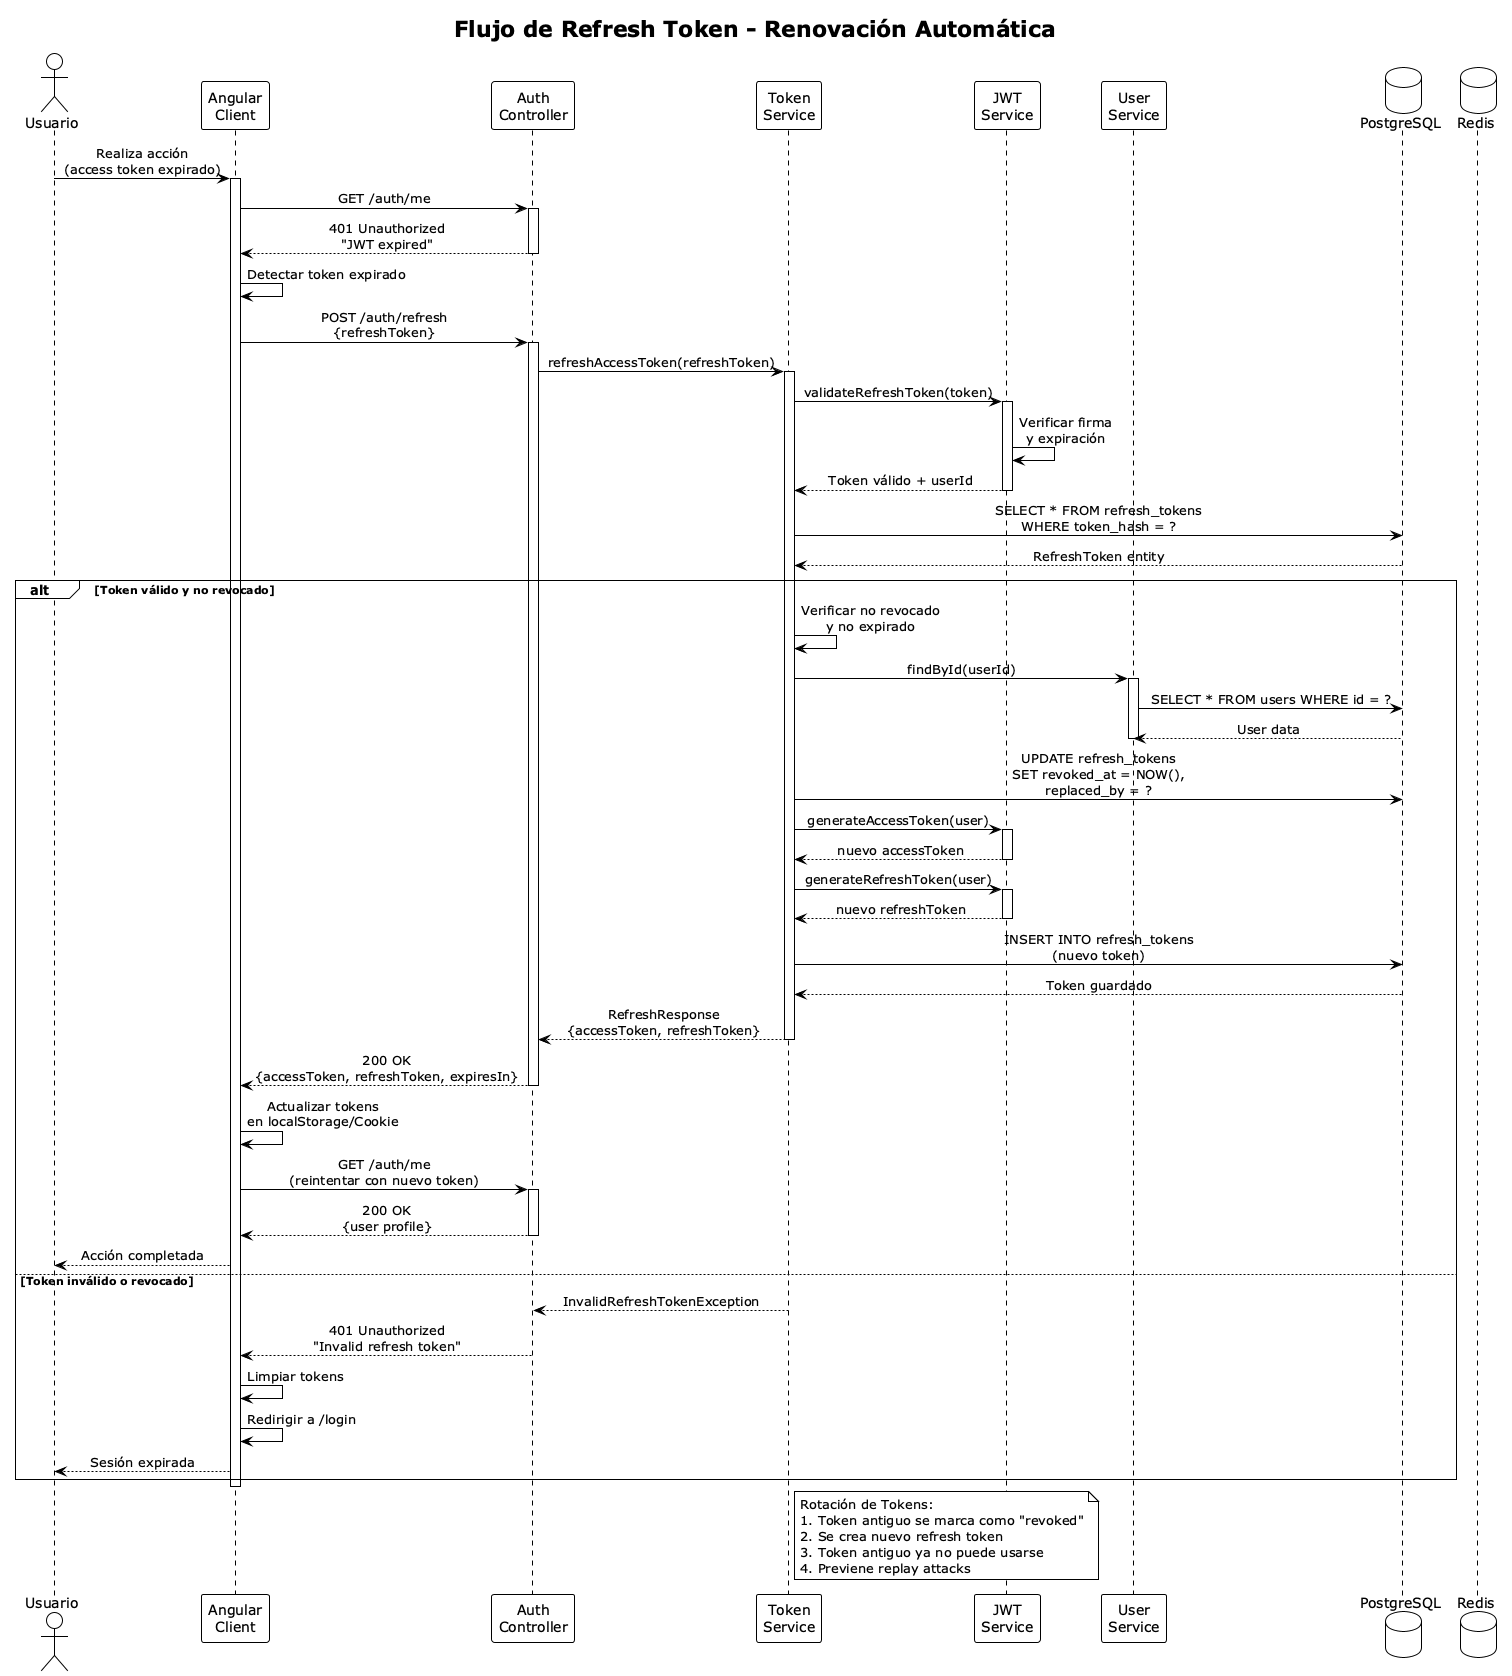 Flujo de Refresh Token - Renovación Automática
Usuario
Angular
Client
Auth
Controller
Token
Service
JWT
Service
User
Service
PostgreSQL
Redis
Realiza acción
(access token expirado)
GET /auth/me
401 Unauthorized
"JWT expired"
Detectar token expirado
POST /auth/refresh
{refreshToken}
refreshAccessToken(refreshToken)
validateRefreshToken(token)
Verificar firma
y expiración
Token válido + userId
SELECT * FROM refresh_tokens
WHERE token_hash = ?
RefreshToken entity
alt
[Token válido y no revocado]
Verificar no revocado
y no expirado
findById(userId)
SELECT * FROM users WHERE id = ?
User data
UPDATE refresh_tokens
SET revoked_at = NOW(),
replaced_by = ?
generateAccessToken(user)
nuevo accessToken
generateRefreshToken(user)
nuevo refreshToken
INSERT INTO refresh_tokens
(nuevo token)
Token guardado
RefreshResponse
{accessToken, refreshToken}
200 OK
{accessToken, refreshToken, expiresIn}
Actualizar tokens
en localStorage/Cookie
GET /auth/me
(reintentar con nuevo token)
200 OK
{user profile}
Acción completada
[Token inválido o revocado]
InvalidRefreshTokenException
401 Unauthorized
"Invalid refresh token"
Limpiar tokens
Redirigir a /login
Sesión expirada
Rotación de Tokens:
1. Token antiguo se marca como "revoked"
2. Se crea nuevo refresh token
3. Token antiguo ya no puede usarse
4. Previene replay attacks
Usuario
Angular
Client
Auth
Controller
Token
Service
JWT
Service
User
Service
PostgreSQL
Redis